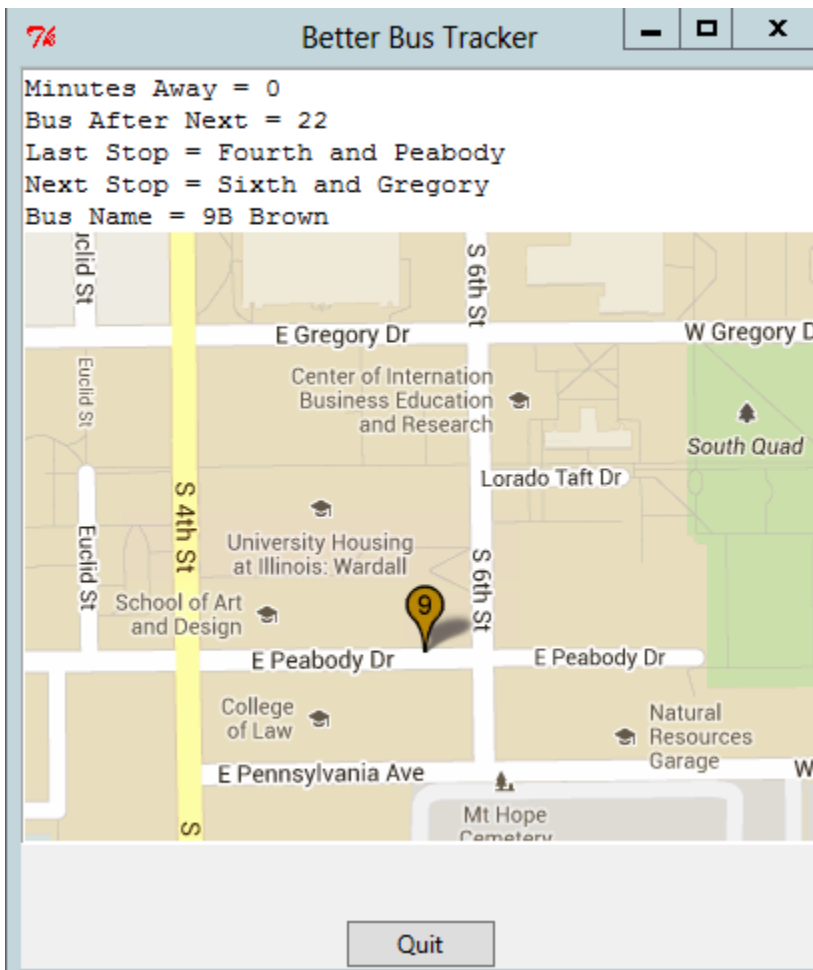 Better Bus Tracker
Minutes Away = 0
Bus After Next = 22
Last Stop = Fourth and Peabody
Next Stop = Sixth and Gregory
Bus Name = 9B Brown
uclid St
S 6th St
E Gregory Dr
W Gregory D
Euclid St
Center of Internation
Business Education
and Research
South Quad
Lorado Taft Dr
S 4th St
University Housing
at Illinois: Wardall
Euclid St
S 6th St
9
School of Art
and Design
E Peabody Dr
E Peabody Dr
College
of Law
Natural
Resources
Garage
E Pennsylvania Ave
W
Mt Hope
Cemetery
S
Quit